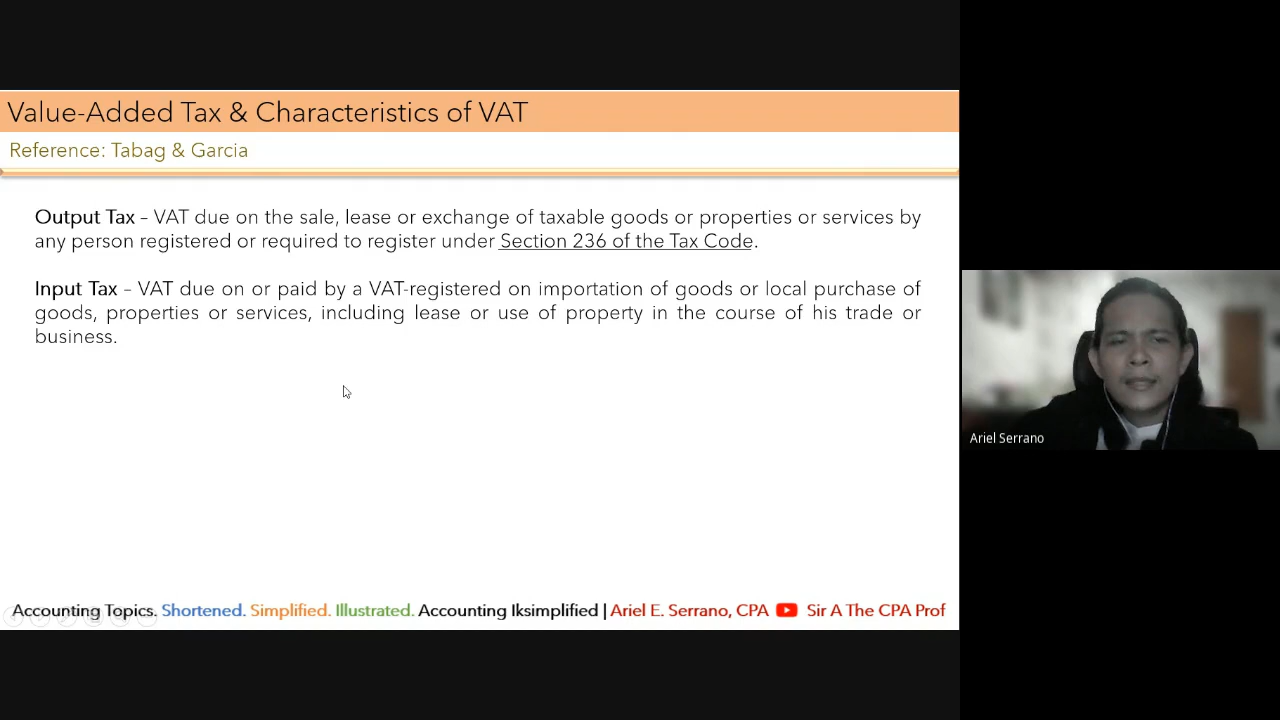 Value-Added Tax & Characteristics of VAT
Reference: Tabag & Garcia
Output Tax – VAT due on the sale, lease or exchange of taxable goods or properties or services by
any person registered or required to register under Section 236 of the Tax Code.
Input Tax – VAT due on or paid by a VAT-registered on importation of goods or local purchase of
goods, properties or services, including lease or use of property in the course of his trade or
business.
Ariel Serrano
Accounting Topics. Shortened. Simplified. Illustrated. Accounting Iksimplified | Ariel E. Serrano, CPA Sir A The CPA Prof